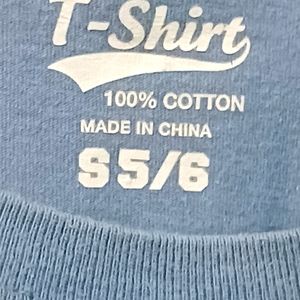 T-Shirt
100% COTTON
MADE IN CHINA
S 5/6